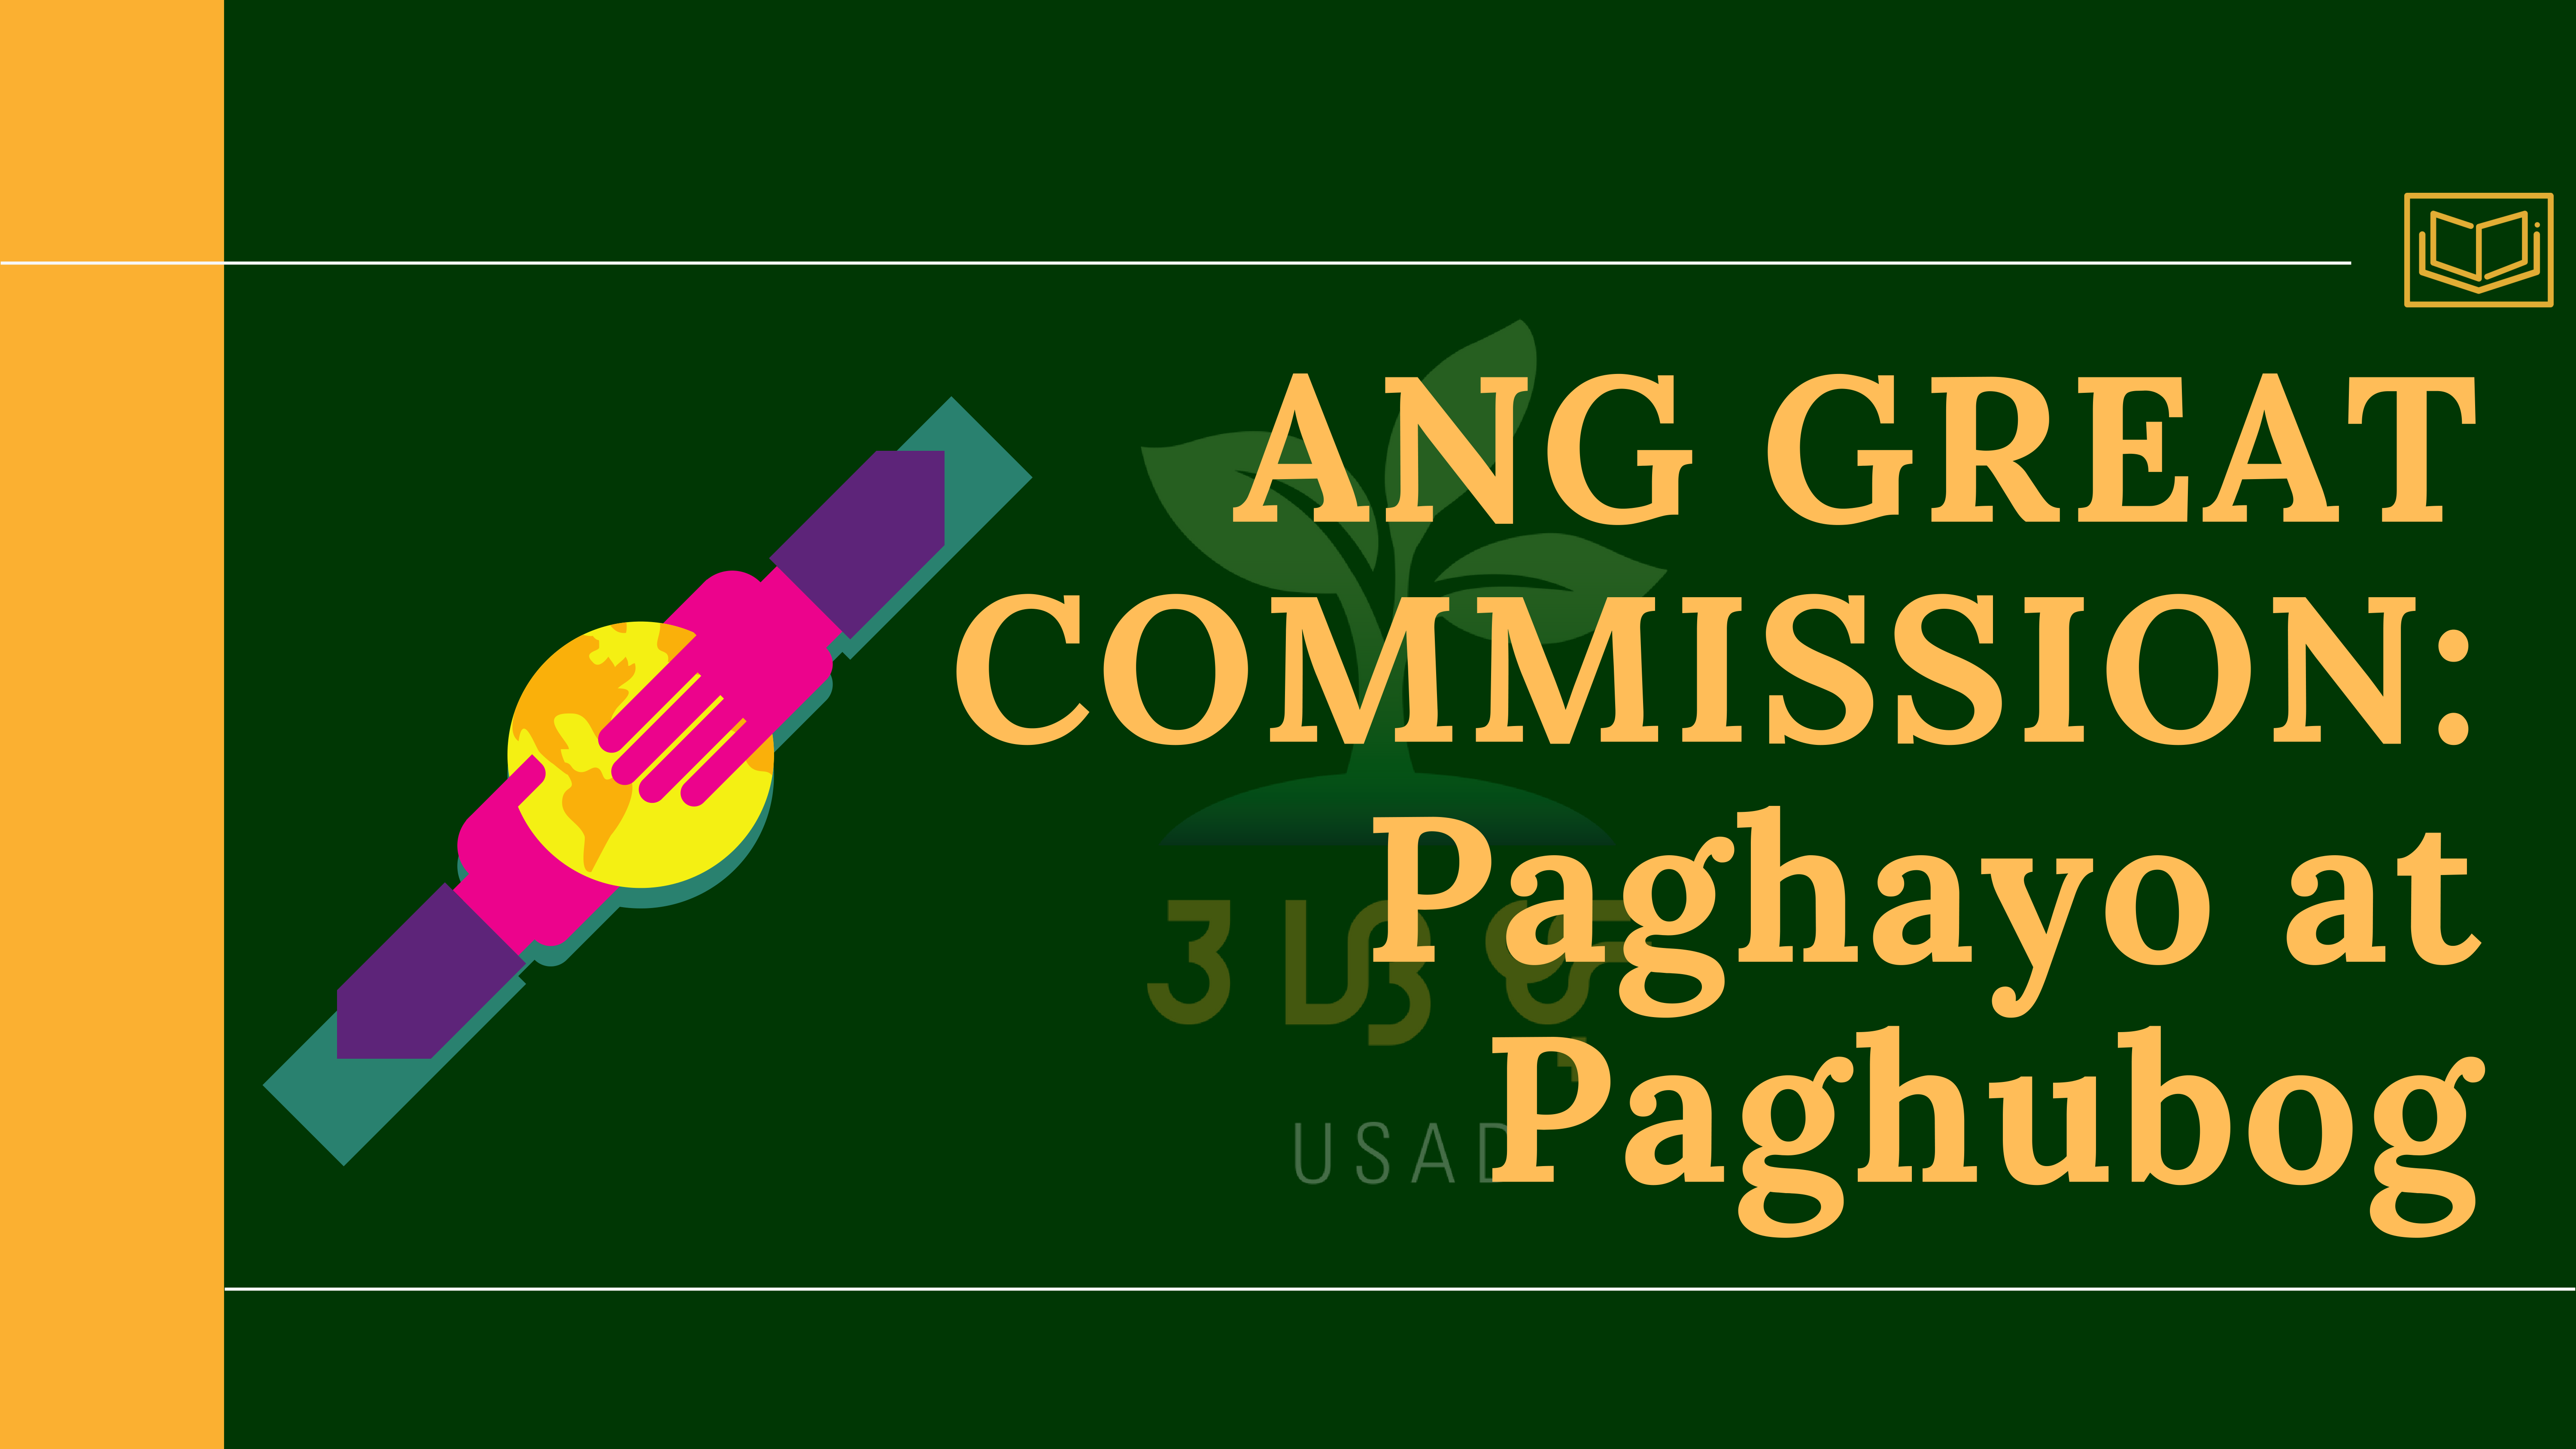 ANG GREAT
COMMISSION:
Paghayo at
Paghubog
USAD